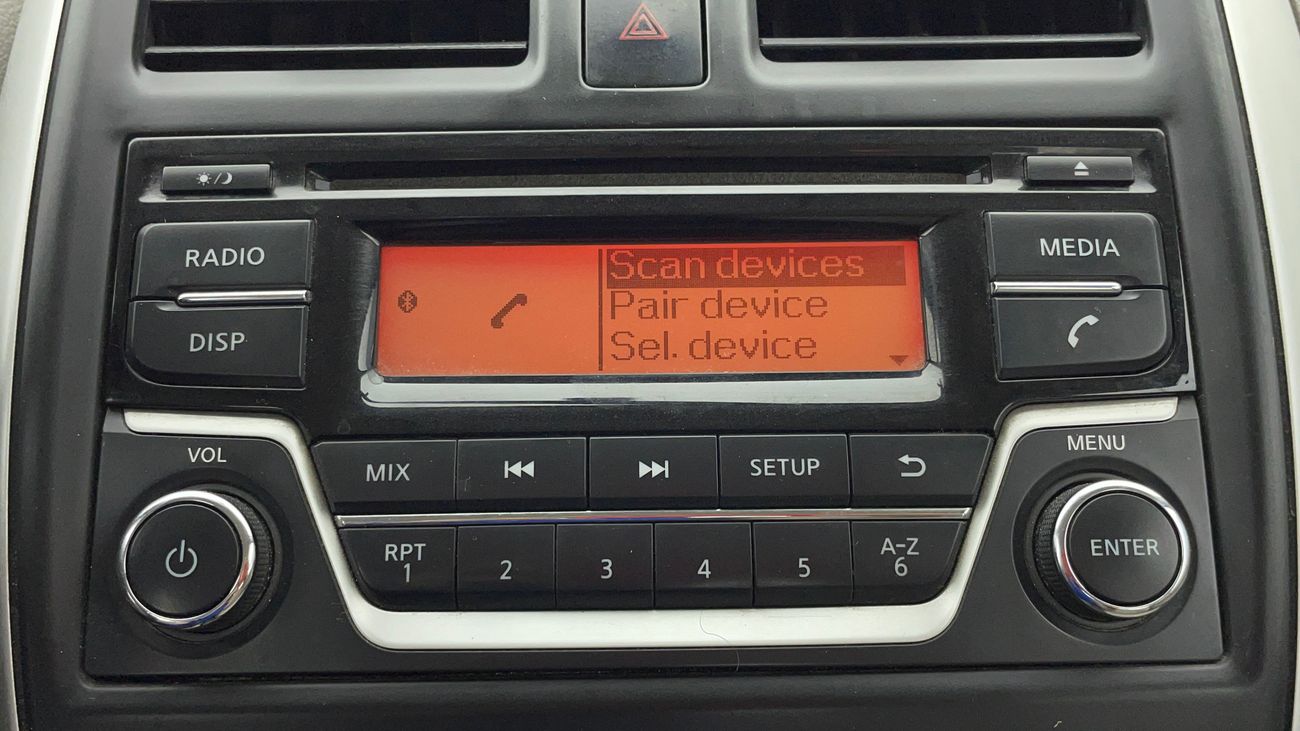 RADIO
Scan devices
MEDIA
Pair device
DISP
Sel. device
VOL
MENU
MIX
SETUP
RPT
1
2
3
4
5
A-Z
6
ENTER